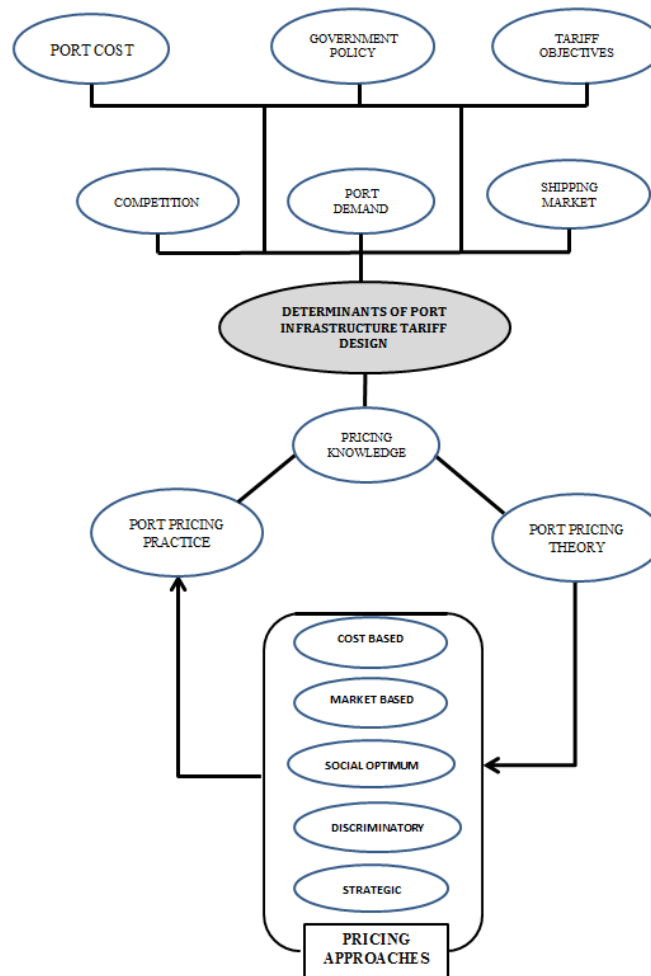 PORT COST
GOVERNMENT
POLICY
TARIFF
OBJECTIVES
COMPETITION
PORT
DEMAND
SHIPPING
MARKET
DETERMINANTS OF PORT
INFRASTRUCTURE TARIFF
DESIGN
PRICING
KNOWLEDGE
PORT PRICING
PRACTICE
PORT PRICING
THEORY
COST BASED
MARKET BASED
SOCIAL OPTIMUM
DISCRIMINATORY
STRATEGIC
PRICING
APPROACHES